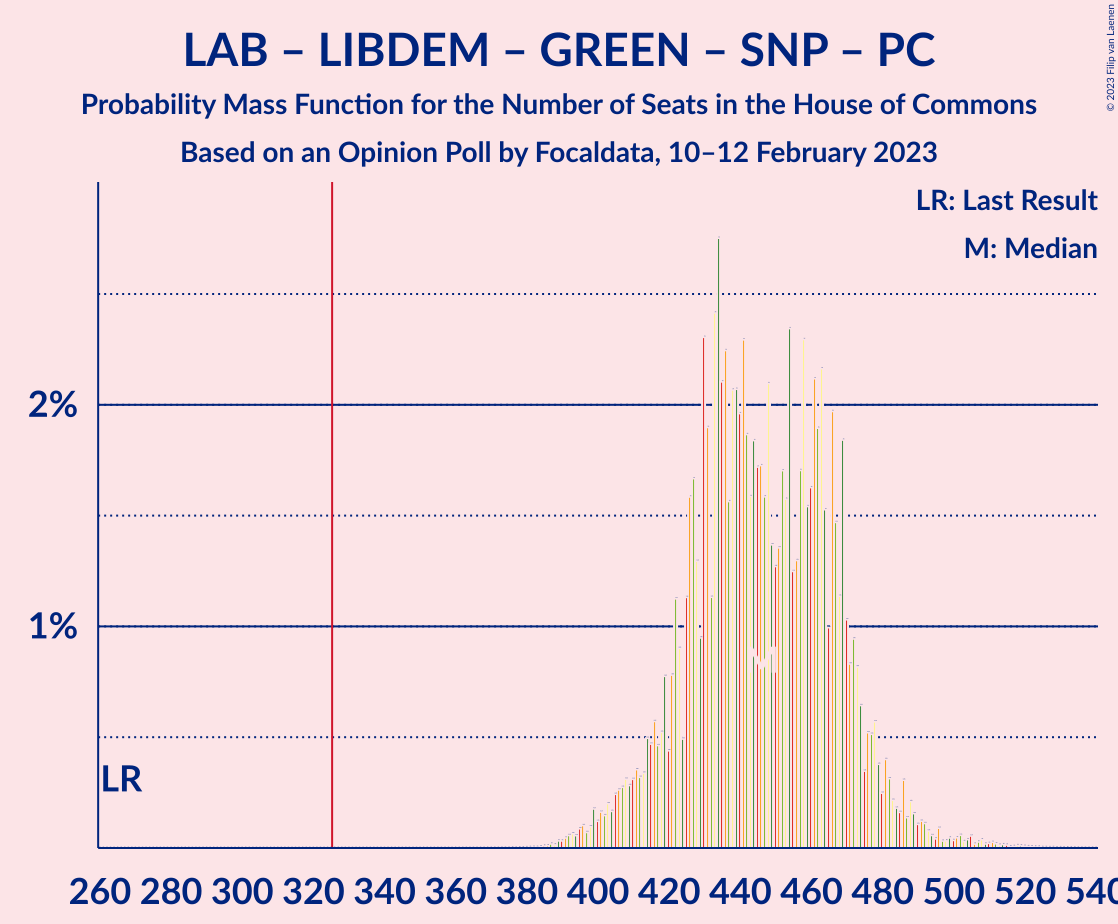 LAB – LIBDEM – GREEN – SNP – PC
Probability Mass Function for the Number of Seats in the House of Commons
Based on an Opinion Poll by Focaldata, 10–12 February 2023
© 2023 Filip van Laenen
LR: Last Result
M: Median
2%
1%
LR
M
260 280 300 320 340 360 380 400 420 440 460 480 500 520 540